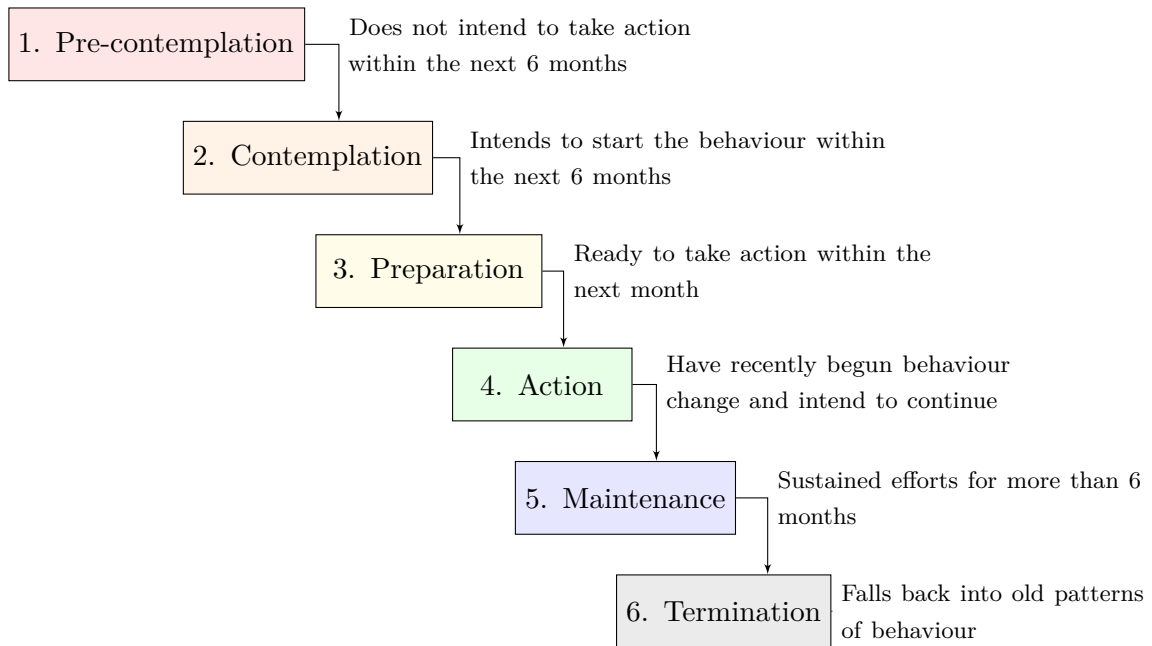 1. Pre-contemplation
Does not intend to take action
within the next 6 months
2. Contemplation
Intends to start the behaviour within
the next 6 months
3. Preparation
Ready to take action within the
next month
4. Action
Have recently begun behaviour
change and intend to continue
5. Maintenance
Sustained efforts for more than 6
months
6. Termination
Falls back into old patterns
of behaviour